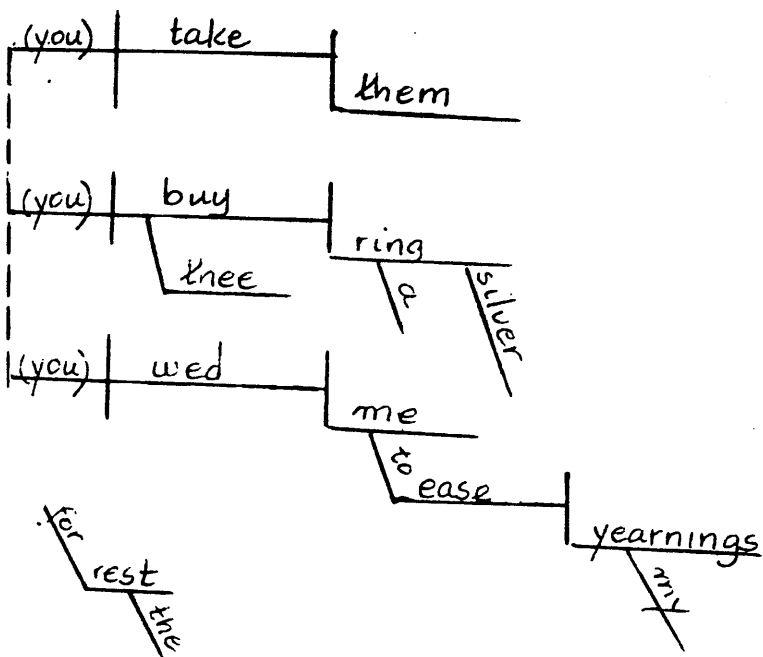 (you) take
them
(you) buy
ring
thee
a
silver
(you) wed
me
to
ease
yearnings
my
for
rest
the